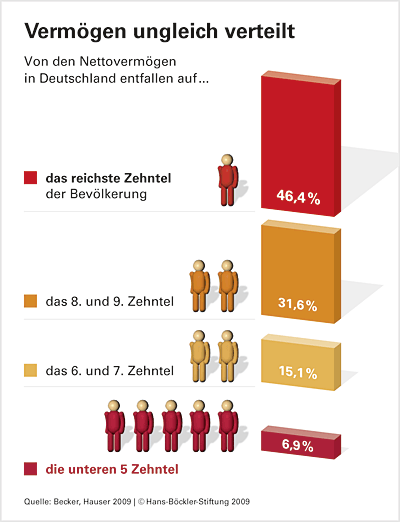 Vermögen ungleich verteilt
Von den Nettovermögen
in Deutschland entfallen auf...
das reichste Zehntel
der Bevölkerung
46,4%
das 8. und 9. Zehntel
31,6%
das 6. und 7. Zehntel
15,1%
die unteren 5 Zehntel
6,9%
Quelle: Becker, Hauser 2009 | © Hans-Böckler-Stiftung 2009